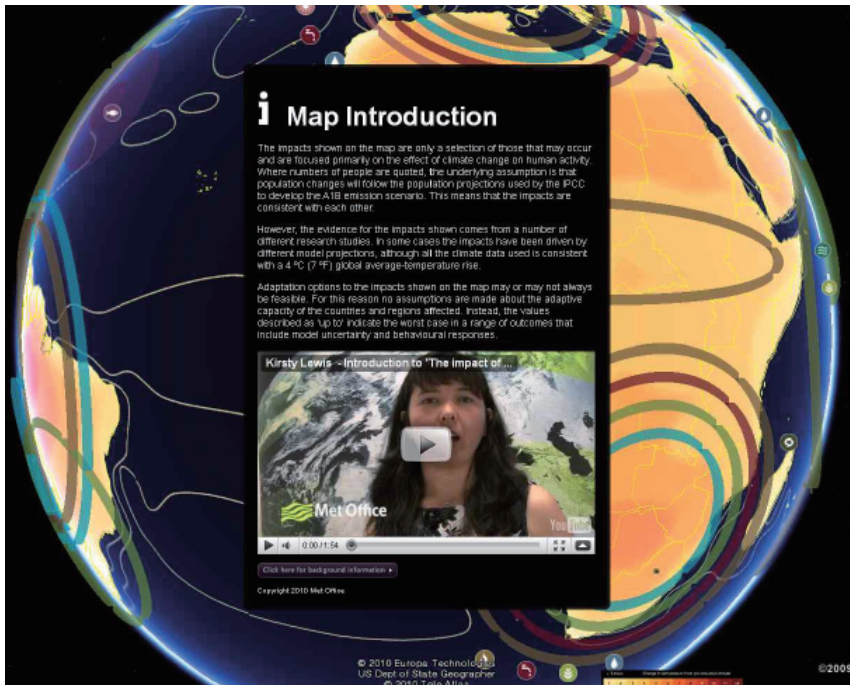 i Map Introduction
The impacts shown on the map are only a selection of those that may occur
and are focused primarily on the effect of climate change on human activity.
Where numbers of people are quoted, the underlying assumption is that
population changes will follow the population projections used by the IPCC
to develop the A1B emission scenario. This means that the impacts are
consistent with each other.
However, the evidence for the impacts shown comes from a number of
different research studies. In some cases the impacts have been driven by
different model projections, although all the climate data used is consistent
with a 4 ºC (7 ºF) global average-temperature rise.
Adaptation options to the impacts shown on the map may or may not always
be feasible. For this reason no assumptions are made about the adaptive
capacity of the countries and regions affected. Instead, the values
described as 'up to' indicate the worst case in a range of outcomes that
include model uncertainty and behavioural responses.
Kirsty Lewis - Introduction to 'The impact of ...
Met Office
YouTube
0:00 / 1:54
Click here for background information
Copyright 2010 Met Office
© 2010 Europa Technologies
US Dept of State Geographer
© 2010 Tele Atlas
©2009